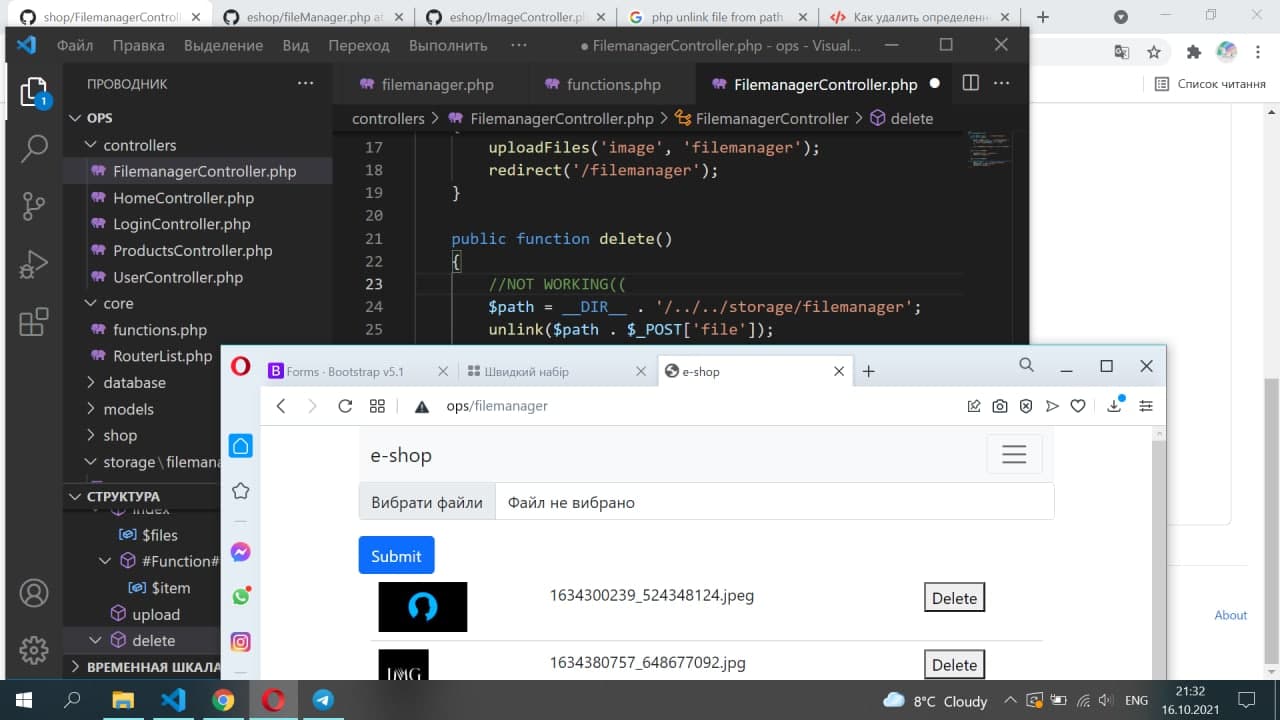 shop/FilemanagerController.
eshop/fileManager.php at
eshop/ImageController.p
php unlink file from path
Как удалить определенн
Файл Правка Выделение Вид Переход Выполнить ··· ● FilemanagerController.php - ops - Visual...
Список читання
ПРОВОДНИК ···
filemanager.php
functions.php
FilemanagerController.php ●
1
OPS
controllers > FilemanagerController.php > FilemanagerController > delete
controllers
FilemanagerController.php
HomeController.php
LoginController.php
ProductsController.php
UserController.php
core
functions.php
RouterList.php
database
models
shop
storage\filemana
СТРУКТУРА
index
$files
#Function#
$item
upload
delete
ВРЕМЕННАЯ ШКАЛА
17 uploadFiles('image', 'filemanager');
18 redirect('/filemanager');
19 }
20
21 public function delete()
22 {
23 //NOT WORKING((
24 $path = __DIR__ . '/../../storage/filemanager';
25 unlink($path . $_POST['file']);
Forms · Bootstrap v5.1
Швидкий набір
e-shop
ops/filemanager
e-shop
Вибрати файли Файл не вибрано
Submit
1634300239_524348124.jpeg Delete
IMG 1634380757_648677092.jpg Delete
About
8°C Cloudy ENG 21:32
16.10.2021